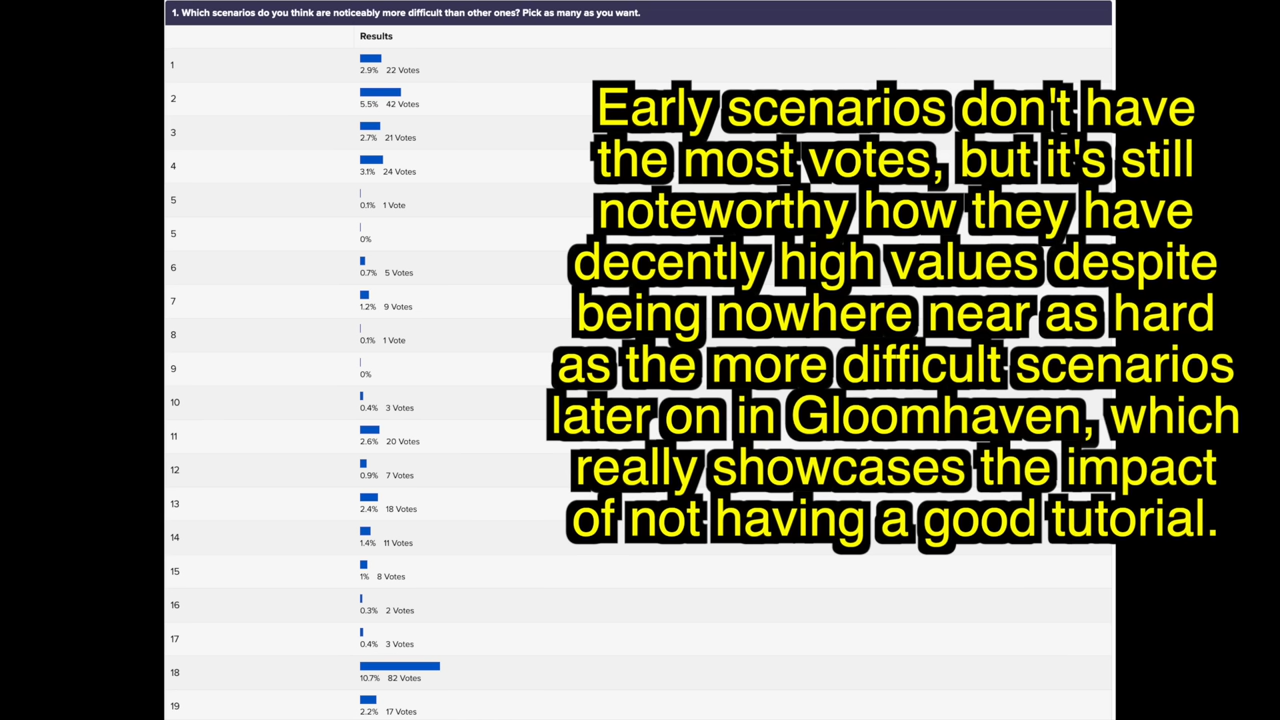 1. Which scenarios do you think are noticeably more difficult than other ones? Pick as many as you want.
Results
1
2.9% 22 Votes
2
5.5% 42 Votes
3
2.7% 21 Votes
4
3.1% 24 Votes
5
0.1% 1 Vote
5
0%
6
0.7% 5 Votes
7
1.2% 9 Votes
8
0.1% 1 Vote
9
0%
10
0.4% 3 Votes
11
2.6% 20 Votes
12
0.9% 7 Votes
13
2.4% 18 Votes
14
1.4% 11 Votes
15
1% 8 Votes
16
0.3% 2 Votes
17
0.4% 3 Votes
18
10.7% 82 Votes
19
2.2% 17 Votes
Early scenarios don't have
the most votes, but it's still
noteworthy how they have
decently high values despite
being nowhere near as hard
as the more difficult scenarios
later on in Gloomhaven, which
really showcases the impact
of not having a good tutorial.